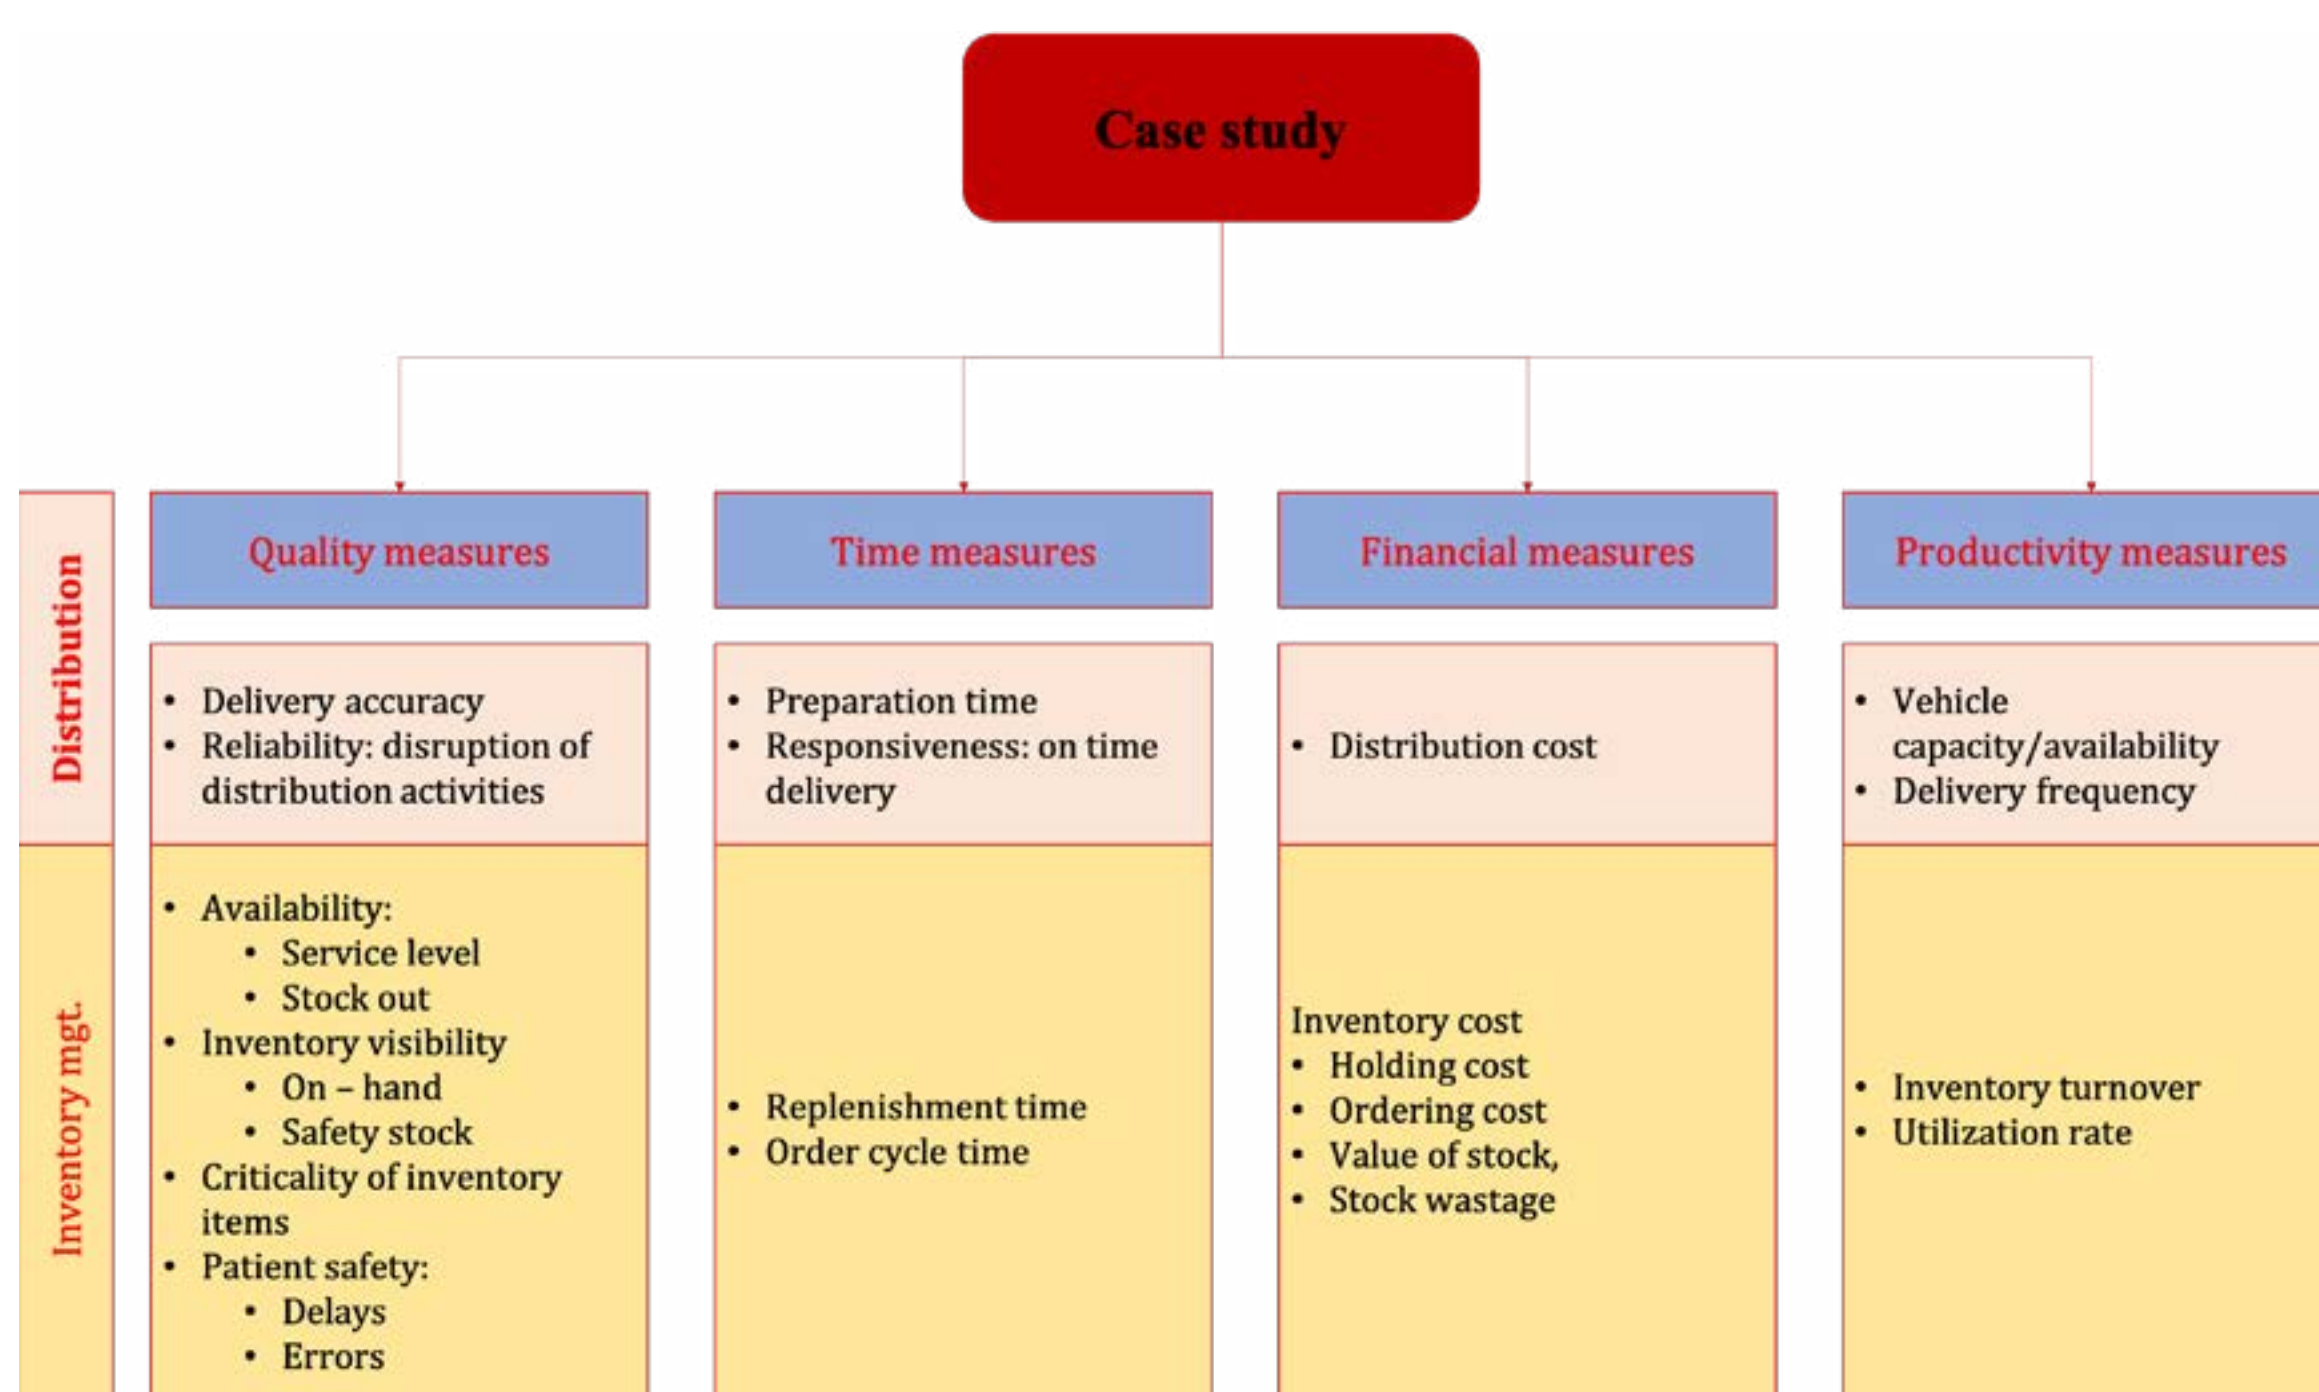 Case study
Distribution
Quality measures
Time measures
Financial measures
Productivity measures
• Delivery accuracy
• Reliability: disruption of
distribution activities
• Preparation time
• Responsiveness: on time
delivery
• Distribution cost
• Vehicle
capacity/availability
• Delivery frequency
Inventory mgt.
• Availability:
• Service level
• Stock out
• Inventory visibility
• On – hand
• Safety stock
• Criticality of inventory
items
• Patient safety:
• Delays
• Errors
• Replenishment time
• Order cycle time
Inventory cost
• Holding cost
• Ordering cost
• Value of stock,
• Stock wastage
• Inventory turnover
• Utilization rate